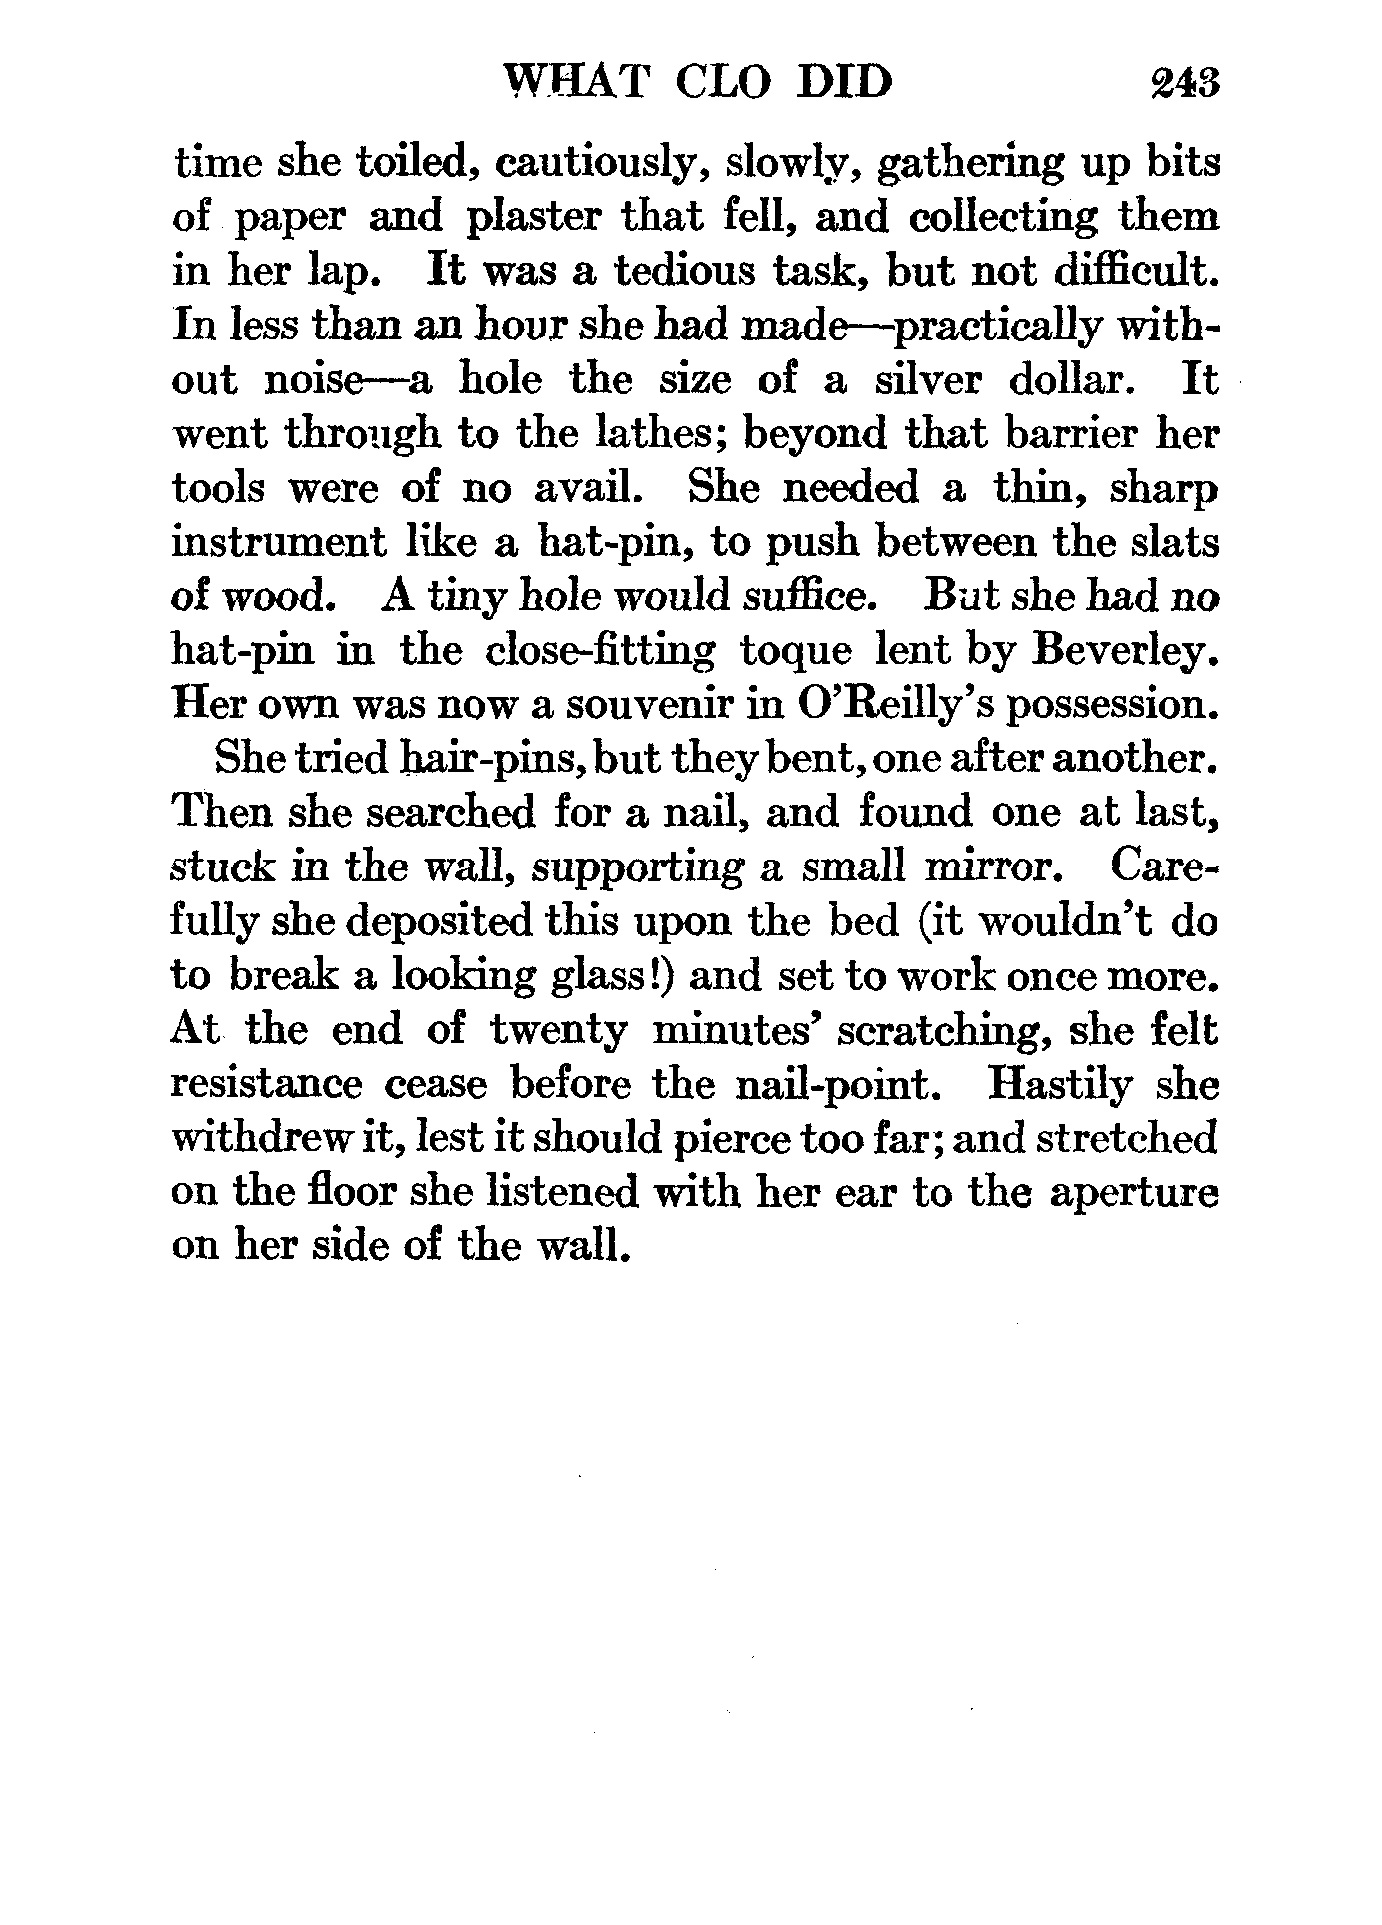 WHAT CLO DID 243
time she toiled, cautiously, slowly, gathering up bits
of paper and plaster that fell, and collecting them
in her lap. It was a tedious task, but not difficult.
In less than an hour she had made—practically with-
out noise—a hole the size of a silver dollar. It
went through to the lathes; beyond that barrier her
tools were of no avail. She needed a thin, sharp
instrument like a hat-pin, to push between the slats
of wood. A tiny hole would suffice. But she had no
hat-pin in the close-fitting toque lent by Beverley.
Her own was now a souvenir in O'Reilly's possession.
She tried hair-pins, but they bent, one after another.
Then she searched for a nail, and found one at last,
stuck in the wall, supporting a small mirror. Care-
fully she deposited this upon the bed (it wouldn't do
to break a looking glass!) and set to work once more.
At the end of twenty minutes' scratching, she felt
resistance cease before the nail-point. Hastily she
withdrew it, lest it should pierce too far; and stretched
on the floor she listened with her ear to the aperture
on her side of the wall.